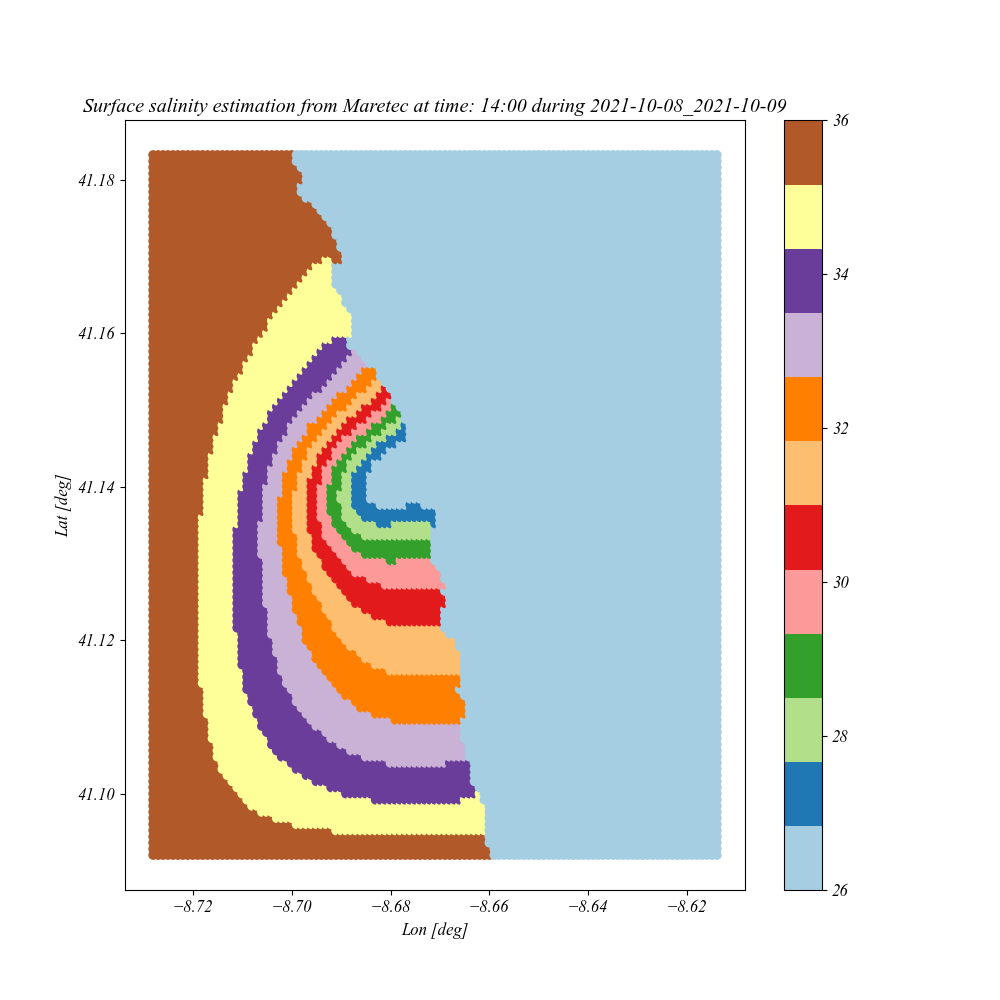 Surface salinity estimation from Maretec at time: 14:00 during 2021-10-08_2021-10-09
36
41.18
34
41.16
32
41.14
Lat [deg]
30
41.12
28
41.10
26
−8.72 −8.70 −8.68 −8.66 −8.64 −8.62
Lon [deg]